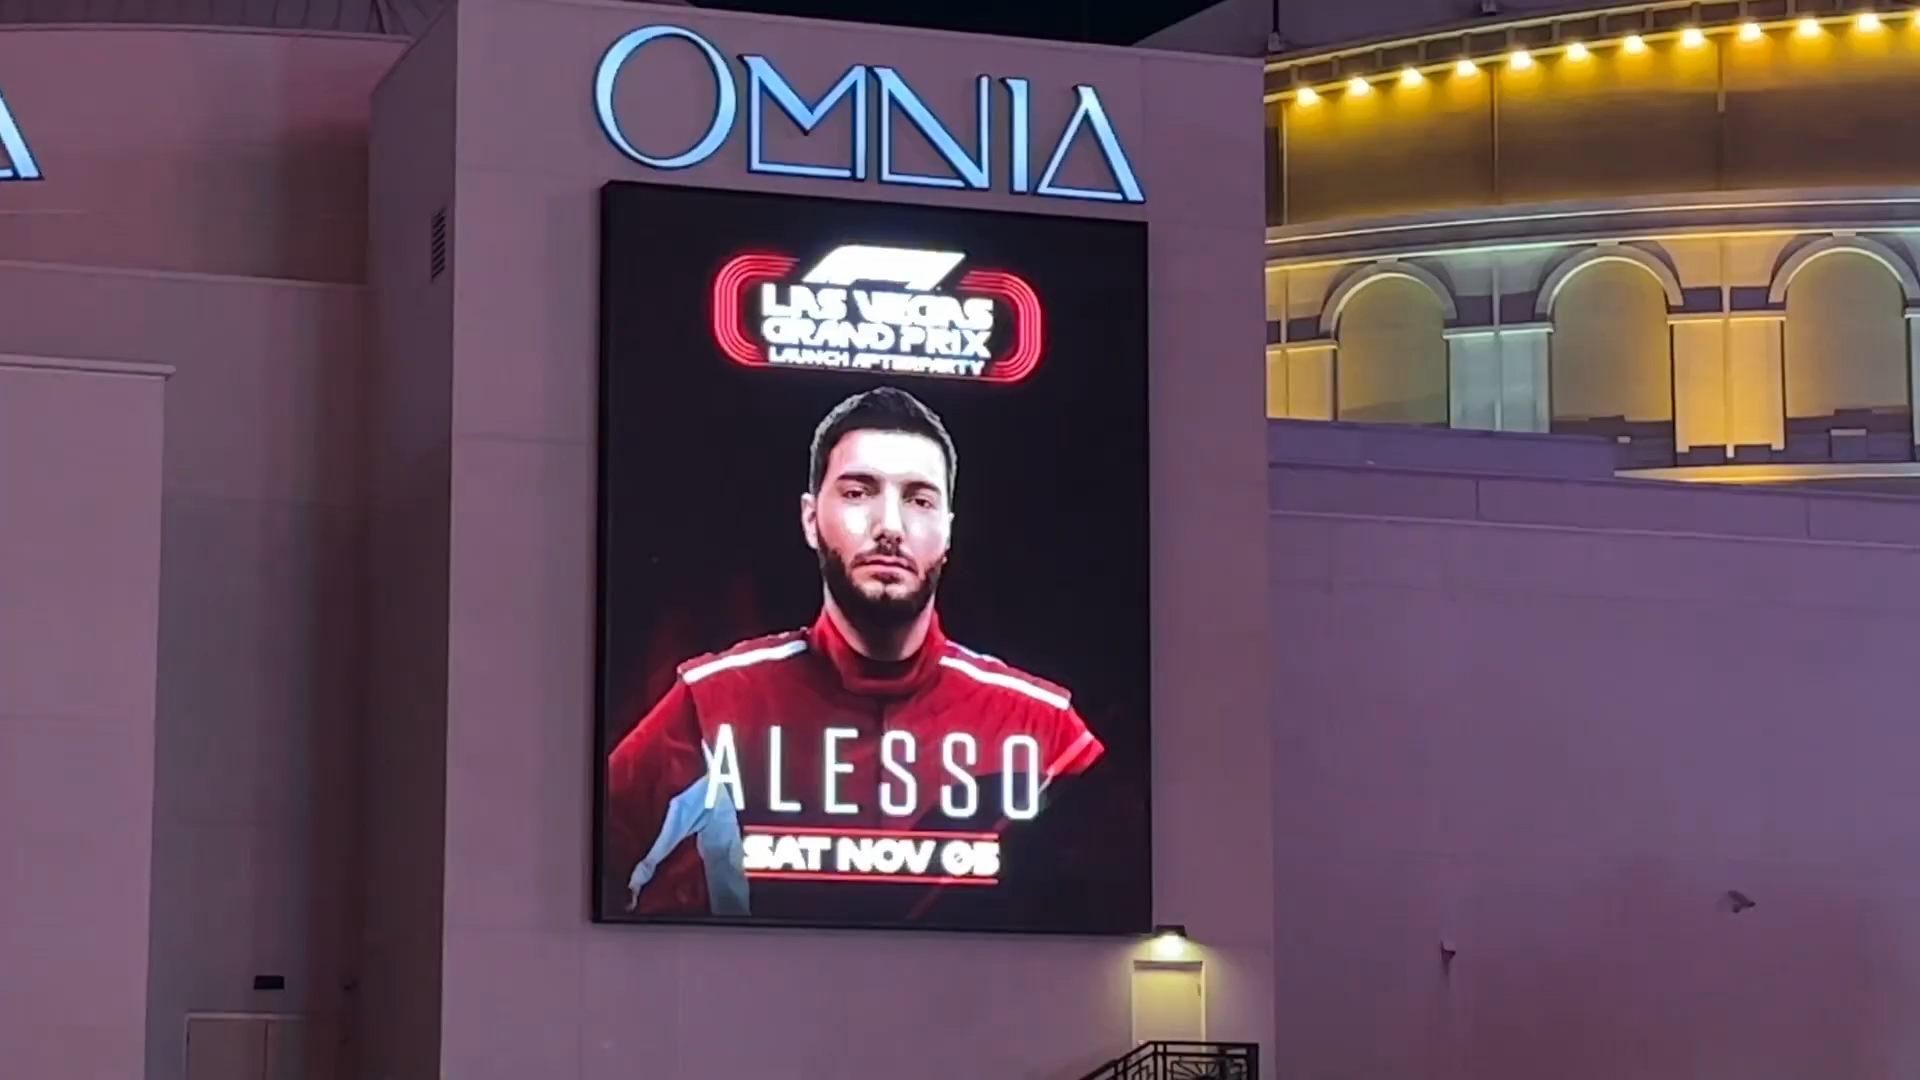 OMNIA
F1
LAS VEGAS
GRAND PRIX
LAUNCH AFTERPARTY
ALESSO
SAT NOV 05